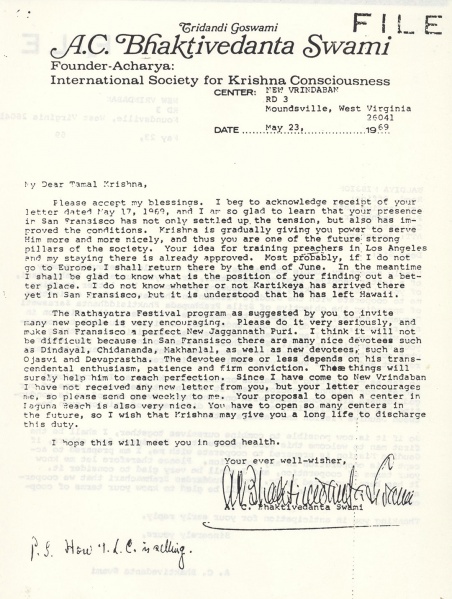 FILE
Tridandi Goswami
A.C. Bhaktivedanta Swami
Founder-Acharya:
International Society for Krishna Consciousness
CENTER: NEW VRINDABAN
RD 3
Moundsville, West Virginia
26041
DATE May 23, 1969
My Dear Tamal Krishna,
Please accept my blessings. I beg to acknowledge receipt of your
letter dated May 17, 1969, and I am so glad to learn that your presence
in San Fransisco has not only settled up the tension, but also has im-
proved the conditions. Krishna is gradually giving you power to serve
Him more and more nicely, and thus you are one of the future strong
pillars of the society. Your idea for training preachers in Los Angeles
and my staying there is already approved. Most probably, if I do not
go to Europe, I shall return there by the end of June. In the meantime
I shall be glad to know what is the position of your finding out a bet-
ter place. I do not know whether or not Kartikeya has arrived there
yet in San Fransisco, but it is understood that he has left Hawaii.
The Rathayatra Festival program as suggested by you to invite
many new people is very encouraging. Please do it very seriously, and
make San Fransisco a perfect New Jaggannath Puri. I think it will not
be difficult because in San Fransisco there are many nice devotees such
as Dindayal, Chidananda, Makhanlal, as well as new devotees, such as
Ojasvi and Devaprastha. The devotee more or less depends on his trans-
cendental enthusiasm, patience and firm conviction. These things will
surely help him to reach perfection. Since I have come to New Vrindaban
I have not received any new letter from you, but your letter encourages
me, so please send one weekly to me. Your proposal to open a center in
Laguna Beach is also very nice. You have to open so many centers in
the future, so I wish that Krishna may give you a long life to discharge
this duty.
I hope this will meet you in good health.
Your ever well-wisher,
A.C. Bhaktivedanta Swami
A. C. Bhaktivedanta Swami
P.S. How T.L.C. is selling.